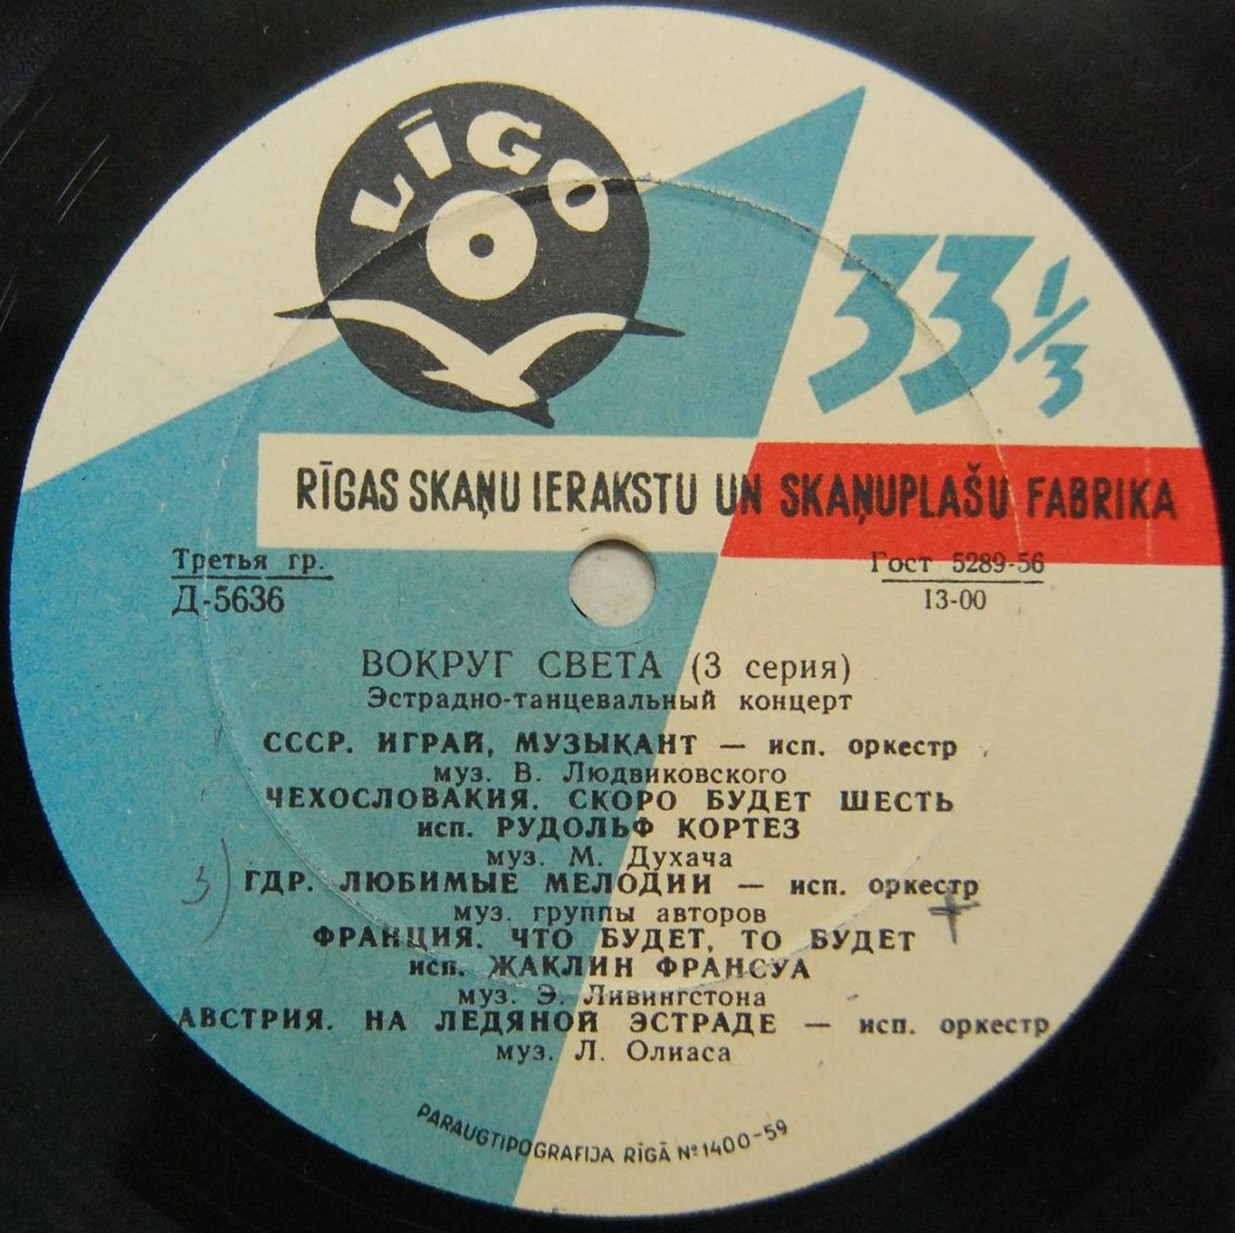 LĪGO
33 1/3
RĪGAS SKAŅU IERAKSTU UN SKAŅUPLAŠU FABRIKA
Третья гр.
Д-5636
Гост 5289-56
13-00
ВОКРУГ СВЕТА (3 серия)
Эстрадно-танцевальный концерт
СССР. ИГРАЙ, МУЗЫКАНТ — исп. оркестр
муз. В. Людвиковского
ЧЕХОСЛОВАКИЯ. СКОРО БУДЕТ ШЕСТЬ
исп. РУДОЛЬФ КОРТЕЗ
муз. М. Духача
3)
ГДР. ЛЮБИМЫЕ МЕЛОДИИ — исп. оркестр
муз. группы авторов
ФРАНЦИЯ. ЧТО БУДЕТ, ТО БУДЕТ
исп. ЖАКЛИН ФРАНСУА
муз. Э. Ливингстона
АВСТРИЯ. НА ЛЕДЯНОЙ ЭСТРАДЕ — исп. оркестр
муз. Л. Олиаса
PARAUGTIPOGRAFIJA RĪGĀ № 1400-59